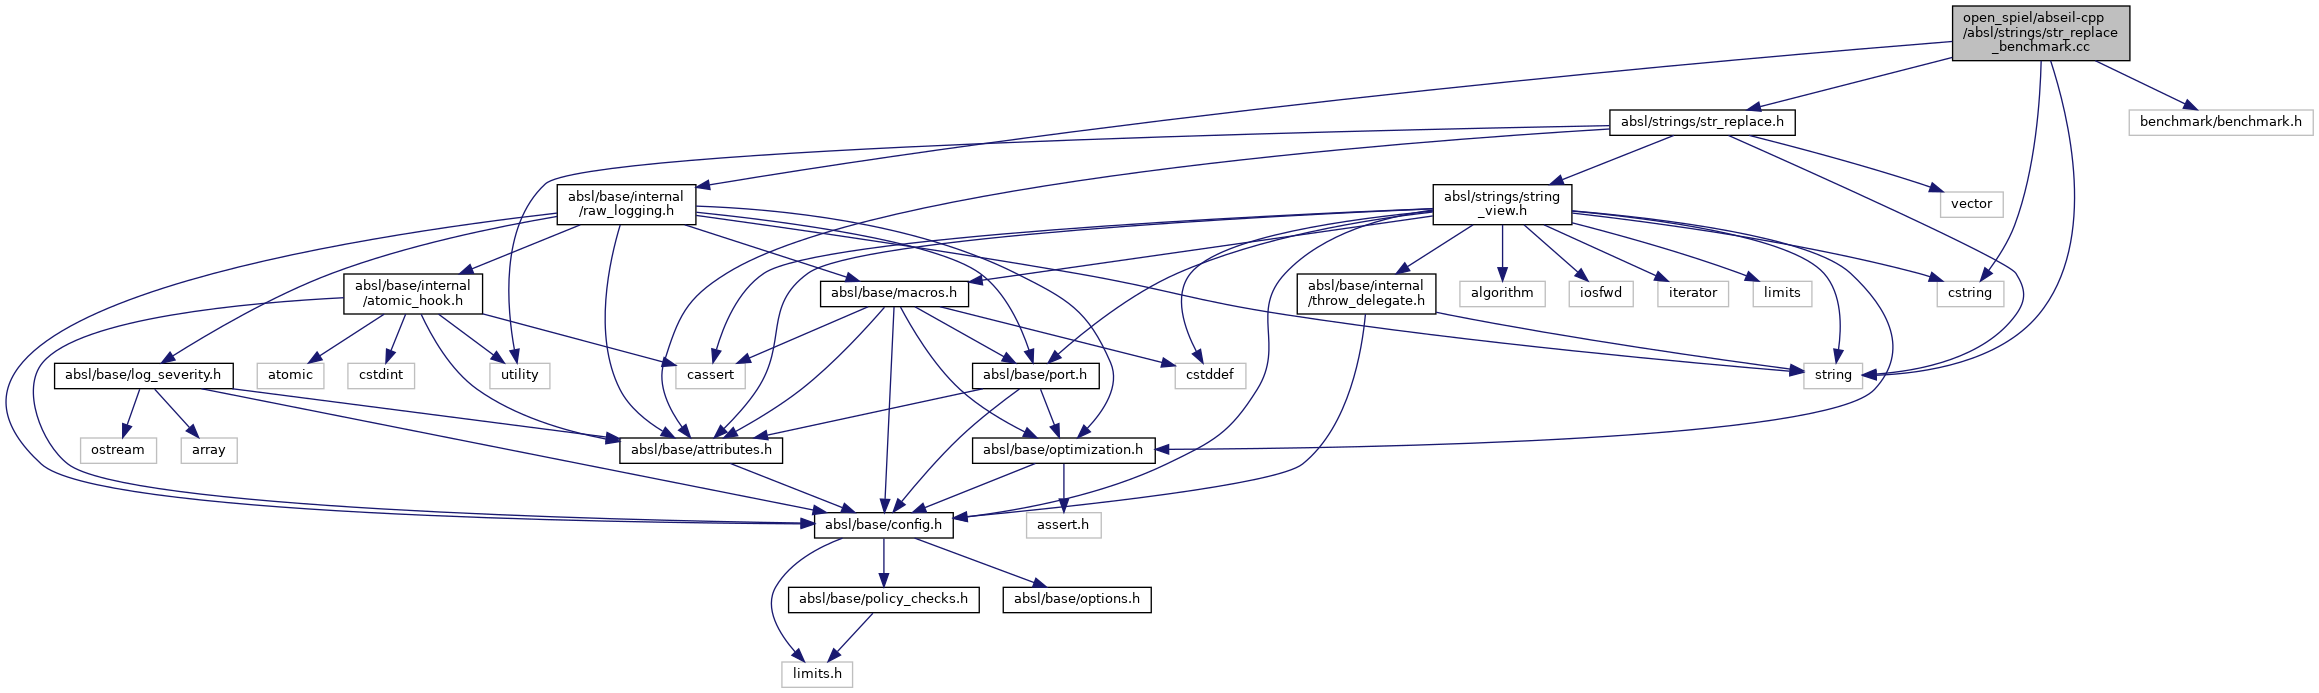 open_spiel/abseil-cpp
/absl/strings/str_replace
_benchmark.cc
absl/strings/str_replace.h
benchmark/benchmark.h
absl/base/internal
/raw_logging.h
absl/strings/string
_view.h
vector
absl/base/internal
/atomic_hook.h
absl/base/macros.h
absl/base/internal
/throw_delegate.h
algorithm
iosfwd
iterator
limits
cstring
absl/base/log_severity.h
atomic
cstdint
utility
cassert
absl/base/port.h
cstddef
string
ostream
array
absl/base/attributes.h
absl/base/optimization.h
absl/base/config.h
assert.h
absl/base/policy_checks.h
absl/base/options.h
limits.h